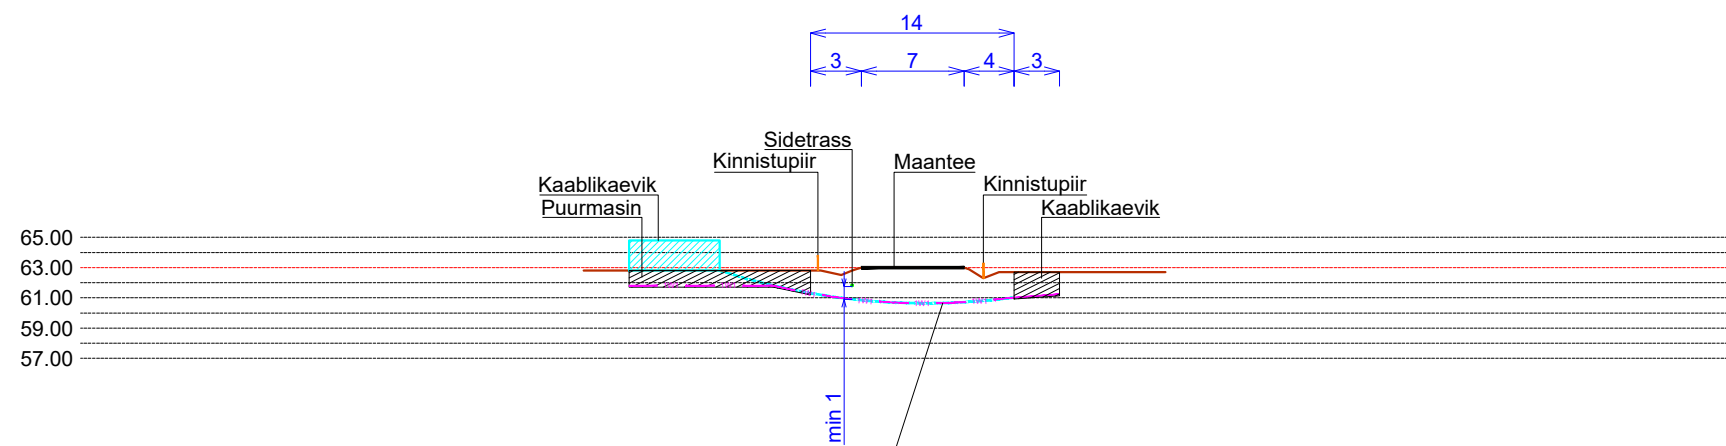 14
3 7 4 3
Sidetrass
Kinnistupiir Maantee
Kaablikaevik Kinnistupiir
Puurmasin Kaablikaevik
65.00
63.00
61.00
59.00
57.00
min 1